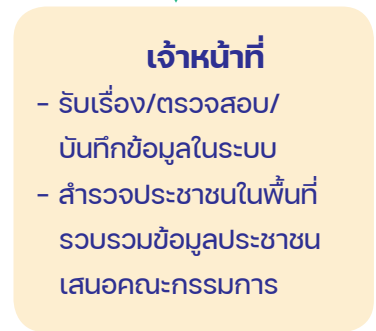 เจ้าหน้าที่
- รับเรื่อง/ตรวจสอบ/
บันทึกข้อมูลในระบบ
- สำรวจประชาชนในพื้นที่
รวบรวมข้อมูลประชาชน
เสนอคณะกรรมการ